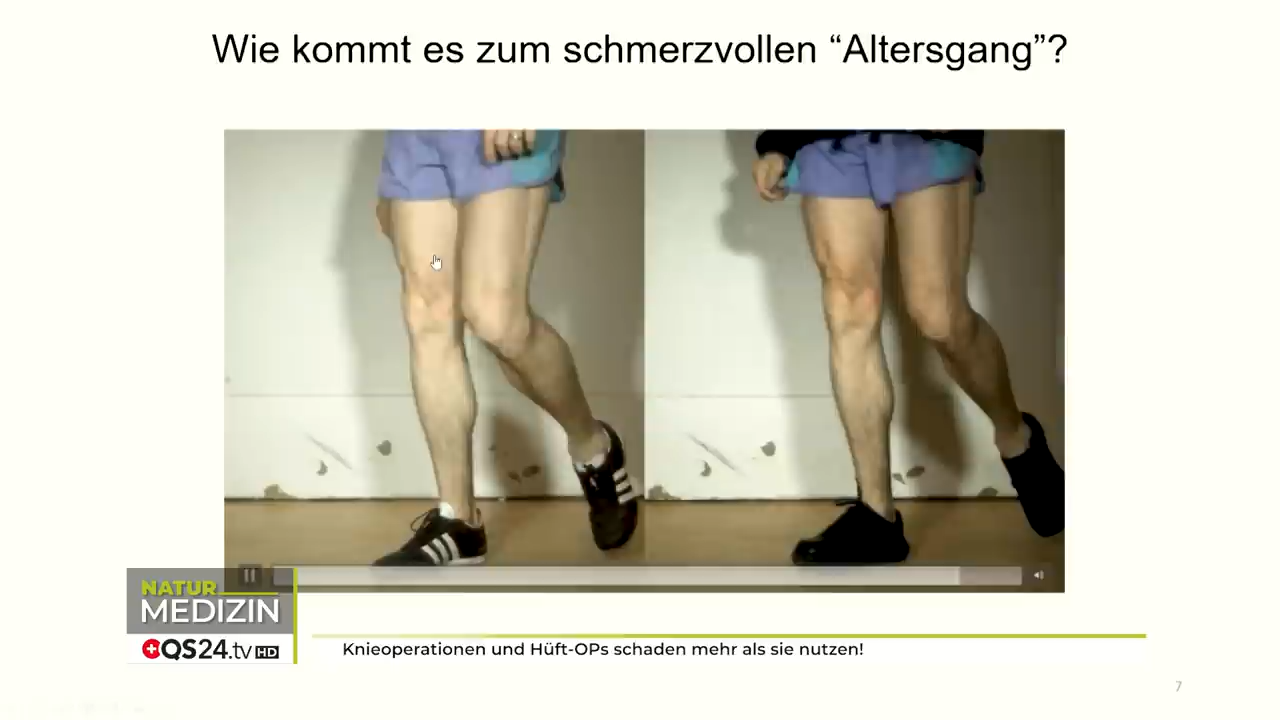 Wie kommt es zum schmerzvollen “Altersgang”?
NATUR
MEDIZIN
QS24.tv HD
Knieoperationen und Hüft-OPs schaden mehr als sie nutzen!
7